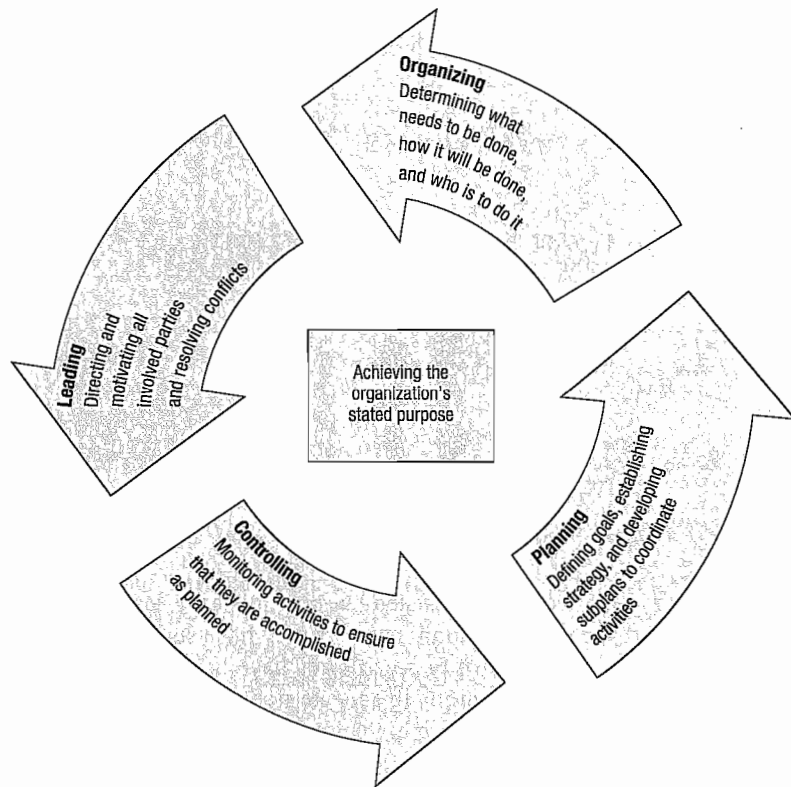 Organizing
Determining what
needs to be done,
how it will be done,
and who is to do it
Leading
Directing and
motivating all
involved parties
and resolving conflicts
Achieving the
organization's
stated purpose
Planning
Defining goals, establishing
strategy, and developing
subplans to coordinate
activities
Controlling
Monitoring activities to ensure
that they are accomplished
as planned